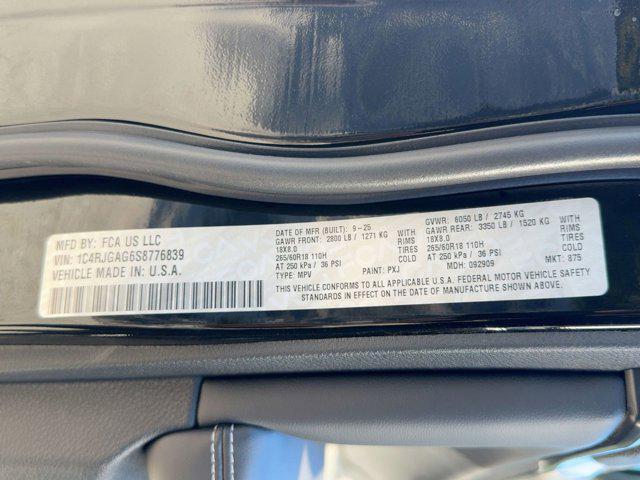 MFD BY: FCA US LLC
VIN: 1C4RJGAG6S8776839
VEHICLE MADE IN U.S.A.
DATE OF MFR (BUILT): 9-25
GAWR FRONT: 2800 LB / 1271 KG WITH
18X8.0 RIMS
265/60R18 110H TIRES
AT 250 kPa / 36 PSI COLD
TYPE: MPV PAINT: PXJ
GVWR: 6050 LB / 2745 KG
GAWR REAR: 3350 LB / 1520 KG WITH
18X8.0 RIMS
265/60R18 110H TIRES
AT 250 kPa / 36 PSI COLD
MDH: 092909 MKT: 875
THIS VEHICLE CONFORMS TO ALL APPLICABLE U.S.A. FEDERAL MOTOR VEHICLE SAFETY
STANDARDS IN EFFECT ON THE DATE OF MANUFACTURE SHOWN ABOVE.